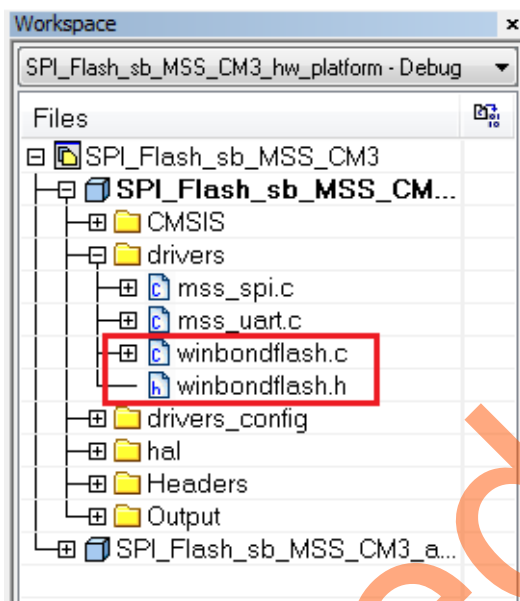 Workspace x
SPI_Flash_sb_MSS_CM3_hw_platform - Debug
Files
SPI_Flash_sb_MSS_CM3
SPI_Flash_sb_MSS_CM...
CMSIS
drivers
mss_spi.c
mss_uart.c
winbondflash.c
winbondflash.h
drivers_config
hal
Headers
Output
SPI_Flash_sb_MSS_CM3_a...